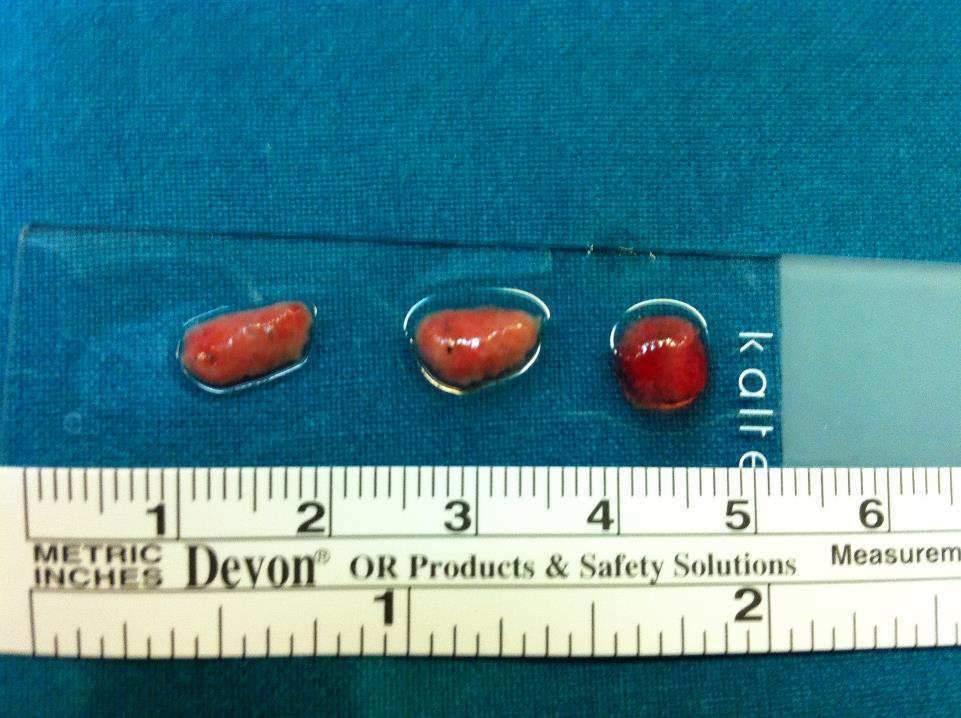 kalte
1 2 3 4 5 6
METRIC
INCHES
Devon® OR Products & Safety Solutions Measurem
1 2